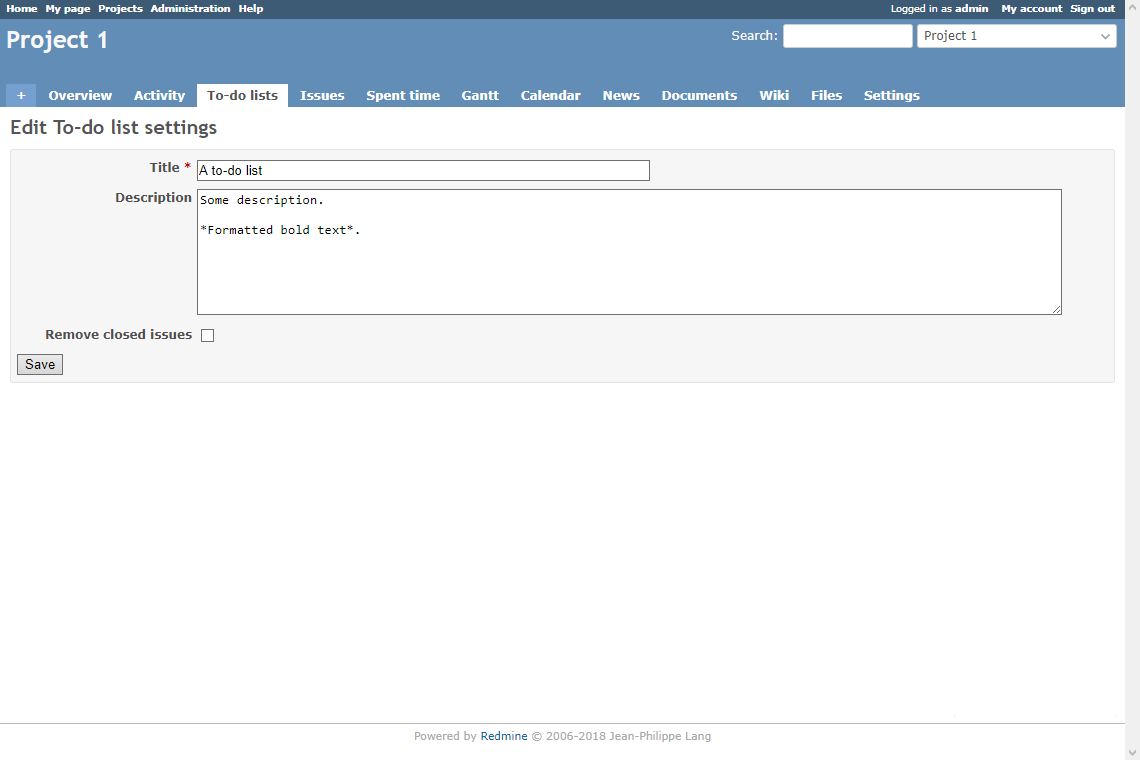 Home My page Projects Administration Help Logged in as admin My account Sign out
Project 1 Search: Project 1
+ Overview Activity To-do lists Issues Spent time Gantt Calendar News Documents Wiki Files Settings
Edit To-do list settings
Title * A to-do list
Description Some description.
*Formatted bold text*.
Remove closed issues
Save
Powered by Redmine © 2006-2018 Jean-Philippe Lang